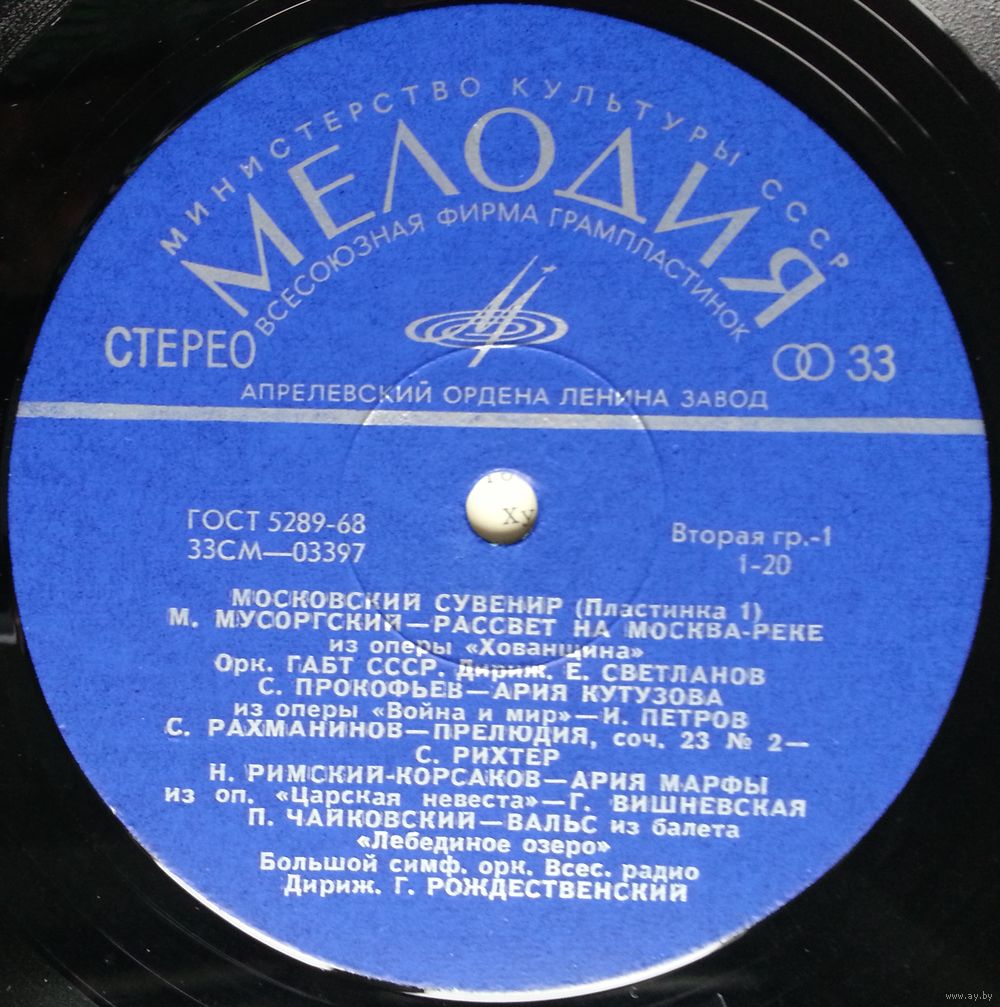 МИНИСТЕРСТВО КУЛЬТУРЫ СССР
МЕЛОДИЯ
ВСЕСОЮЗНАЯ ФИРМА ГРАМПЛАСТИНОК
СТЕРЕО
33
АПРЕЛЕВСКИЙ ОРДЕНА ЛЕНИНА ЗАВОД
ГОСТ 5289-68
33СМ—03397
Вторая гр.-1
1-20
Ху
МОСКОВСКИЙ СУВЕНИР (Пластинка 1)
М. МУСОРГСКИЙ—РАССВЕТ НА МОСКВА-РЕКЕ
из оперы «Хованщина»
Орк. ГАБТ СССР. Дириж. Е. СВЕТЛАНОВ
С. ПРОКОФЬЕВ—АРИЯ КУТУЗОВА
из оперы «Война и мир»—И. ПЕТРОВ
С. РАХМАНИНОВ—ПРЕЛЮДИЯ, соч. 23 № 2—
С. РИХТЕР
Н. РИМСКИЙ-КОРСАКОВ—АРИЯ МАРФЫ
из оп. «Царская невеста»—Г. ВИШНЕВСКАЯ
П. ЧАЙКОВСКИЙ—ВАЛЬС из балета
«Лебединое озеро»
Большой симф. орк. Всес. радио
Дириж. Г. РОЖДЕСТВЕНСКИЙ
www.ay.by